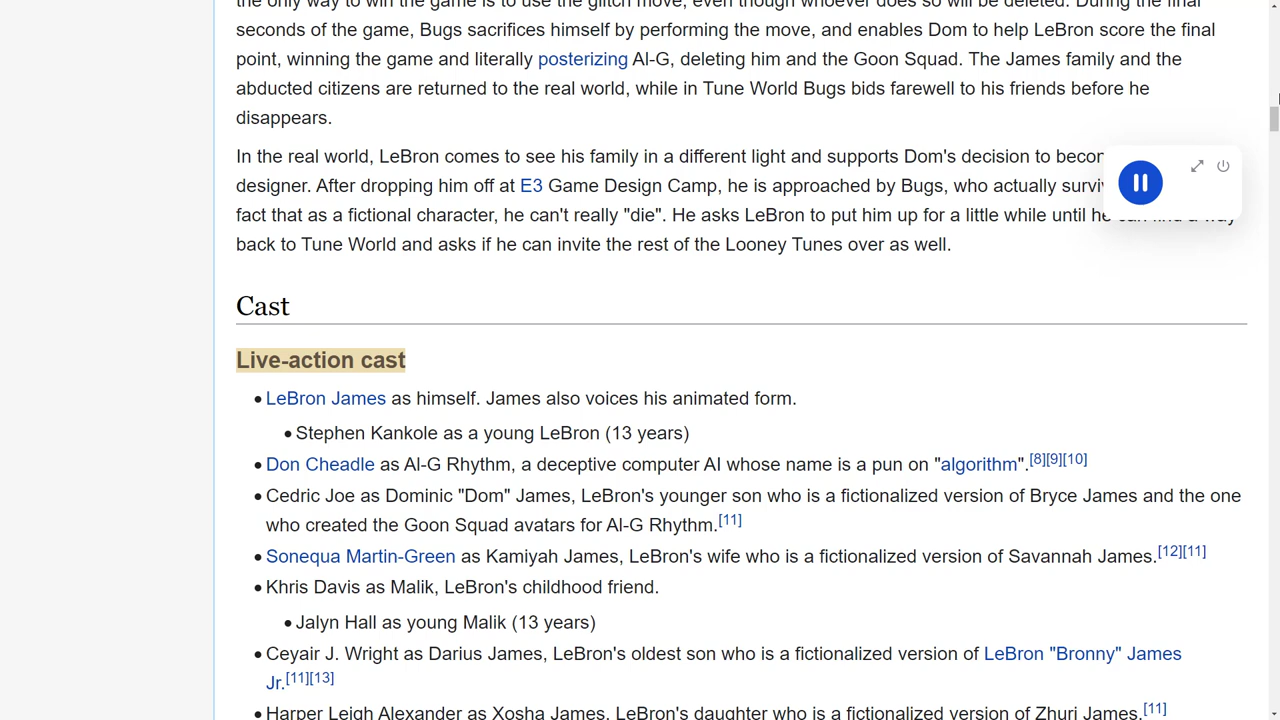 the only way to win the game is to use the glitch move, even though whoever does so will be deleted. During the final
seconds of the game, Bugs sacrifices himself by performing the move, and enables Dom to help LeBron score the final
point, winning the game and literally posterizing Al-G, deleting him and the Goon Squad. The James family and the
abducted citizens are returned to the real world, while in Tune World Bugs bids farewell to his friends before he
disappears.
In the real world, LeBron comes to see his family in a different light and supports Dom's decision to
designer. After dropping him off at E3 Game Design Camp, he is approached by Bugs, who actually
fact that as a fictional character, he can't really "die". He asks LeBron to put him up for a little while until he can find a way
back to Tune World and asks if he can invite the rest of the Looney Tunes over as well.
Cast
Live-action cast
• LeBron James as himself. James also voices his animated form.
• Stephen Kankole as a young LeBron (13 years)
• Don Cheadle as Al-G Rhythm, a deceptive computer AI whose name is a pun on "algorithm".[8][9][10]
• Cedric Joe as Dominic "Dom" James, LeBron's younger son who is a fictionalized version of Bryce James and the one
who created the Goon Squad avatars for Al-G Rhythm.[11]
• Sonequa Martin-Green as Kamiyah James, LeBron's wife who is a fictionalized version of Savannah James.[12][11]
• Khris Davis as Malik, LeBron's childhood friend.
• Jalyn Hall as young Malik (13 years)
• Ceyair J. Wright as Darius James, LeBron's oldest son who is a fictionalized version of LeBron "Bronny" James
Jr.[11][13]
• Harper Leigh Alexander as Xosha James, LeBron's daughter who is a fictionalized version of Zhuri James.[11]